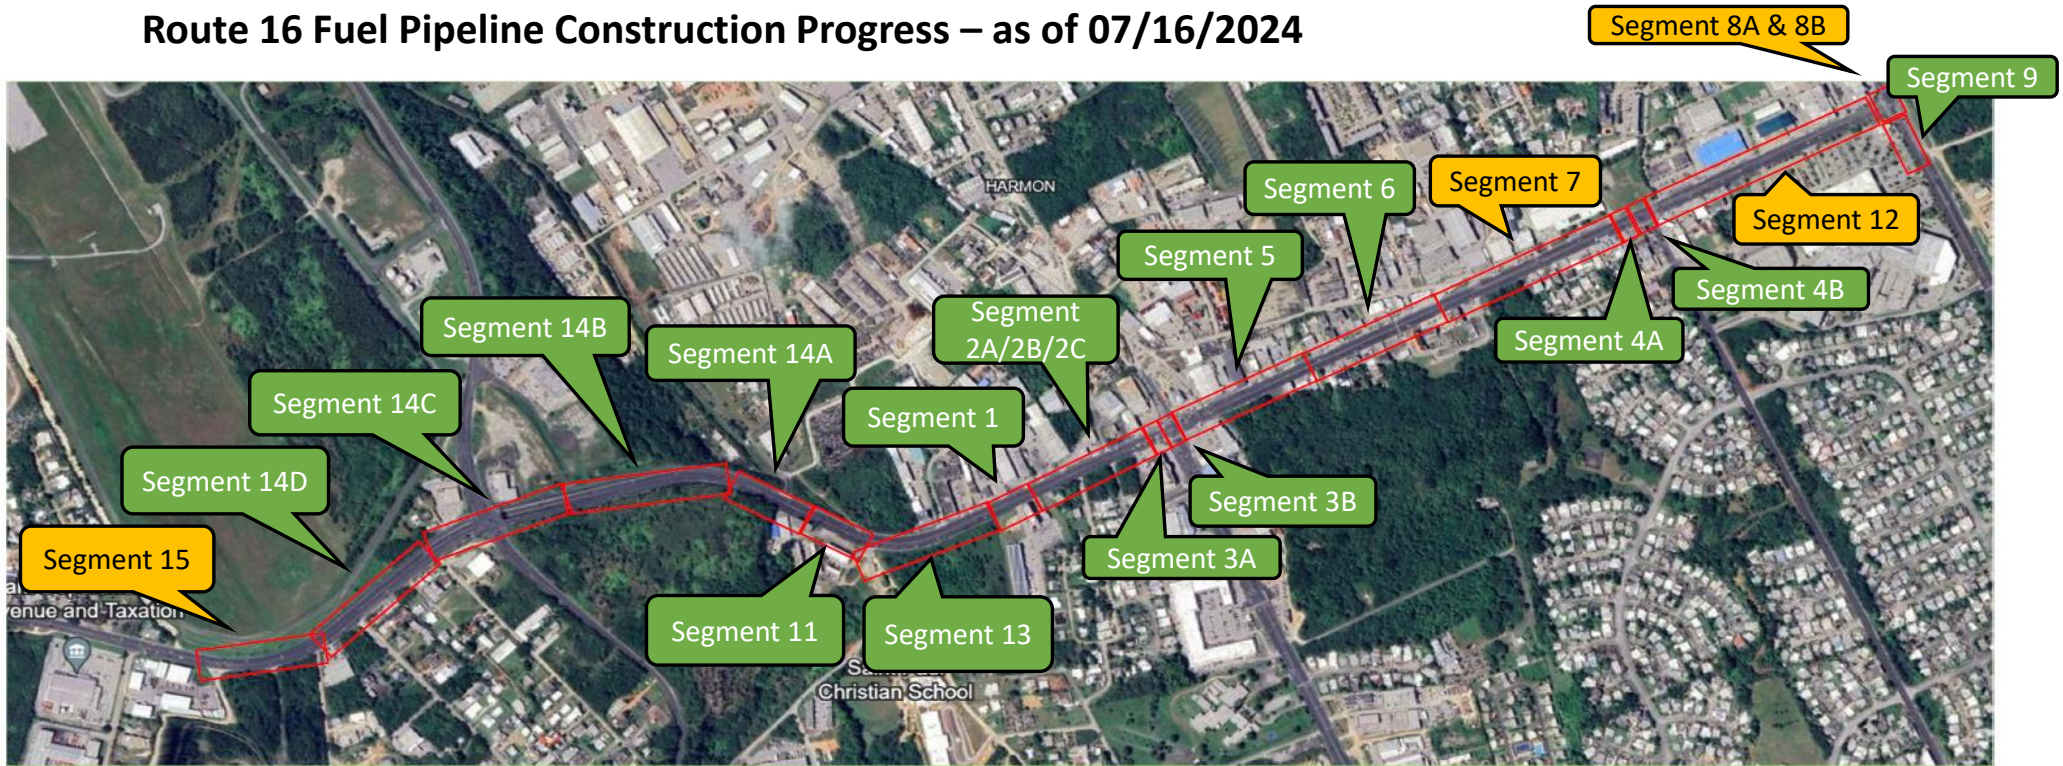 Route 16 Fuel Pipeline Construction Progress – as of 07/16/2024
Segment 8A & 8B
Segment 9
HARMON
Segment 6
Segment 7
Segment 12
Segment 5
Segment 4B
Segment 4A
Segment 14B
Segment 14A
Segment
2A/2B/2C
Segment 14C
Segment 1
Segment 14D
Segment 3B
Segment 3A
Segment 15
and Taxation
Segment 11
Segment 13
Christian School